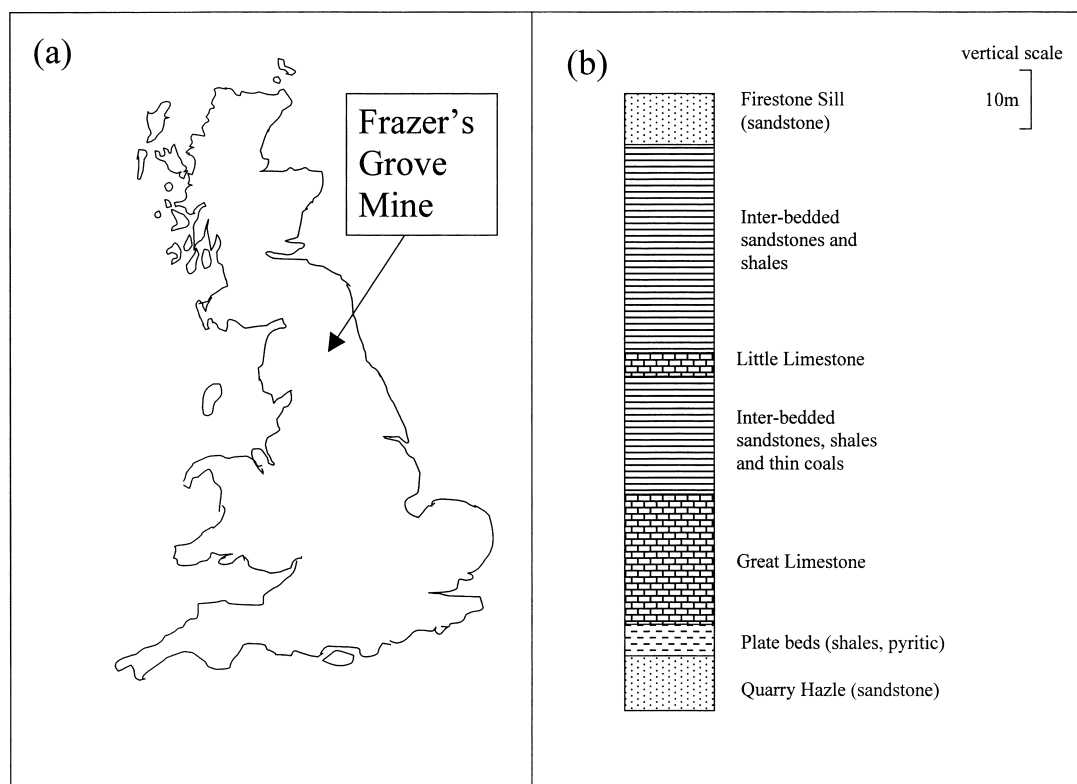 (a)
Frazer's
Grove
Mine
(b)
vertical scale
10m
Firestone Sill
(sandstone)
Inter-bedded
sandstones and
shales
Little Limestone
Inter-bedded
sandstones, shales
and thin coals
Great Limestone
Plate beds (shales, pyritic)
Quarry Hazle (sandstone)